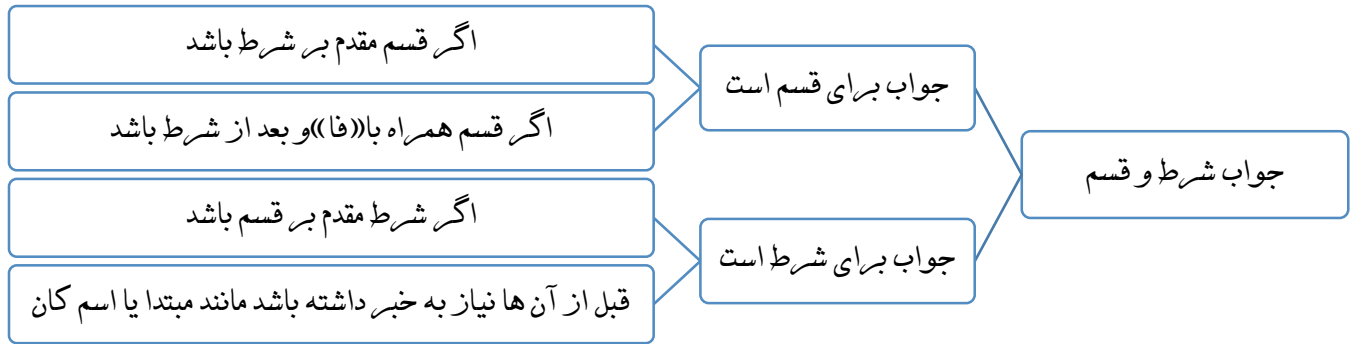 جواب شرط و قسم
جواب برای قسم است
اگر قسم مقدم بر شرط باشد
اگر قسم همراه با«فا»و بعد از شرط باشد
جواب برای شرط است
اگر شرط مقدم بر قسم باشد
قبل از آن ها نیاز به خبر داشته باشد مانند مبتدا یا اسم کان